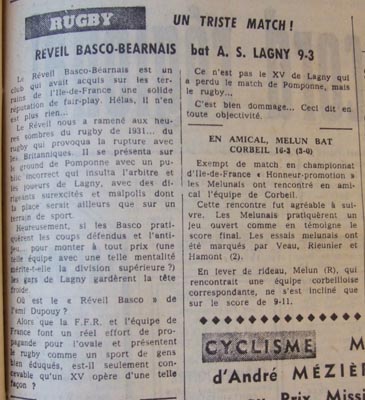 RUGBY
UN TRISTE MATCH !
REVEIL BASCO-BEARNAIS bat A. S. LAGNY 9-3
Le Réveil Basco-Béarnais est un
club qui avait acquis sur les ter-
rains de l'Ile-de-France une solide
réputation de fair-play. Hélas, il n'en
est plus rien...
Le Réveil nous a ramené aux heu-
res sombres du rugby de 1931... du
rugby qui provoqua la rupture avec
les Britanniques. Il se présenta sur
le ground de Pomponne avec un pu-
blic incorrect qui insulta l'arbitre et
les joueurs de Lagny, avec des di-
rigeants surexcités et malpolis dont
la place serait ailleurs que sur un
terrain de sport.
Heureusement, si les Basco prati-
quèrent les coups défendus et l'anti-
jeu... pour monter à tout prix (une
telle équipe avec une telle mentalité
mérite-t-elle la division supérieure ?)
les gars de Lagny gardèrent la tête
froide.
Où est le « Réveil Basco » de
l'ami Dupouy ?
Alors que la F.F.R. et l'équipe de
France font un réel effort de pro-
pagande pour l'ovale et présentent
le rugby comme un sport de gens
bien éduqués, est-il seulement con-
cevable qu'un XV opère d'une telle
façon ?
Ce n'est pas le XV de Lagny qui
a perdu le match de Pomponne, mais
le rugby...
C'est bien dommage... Ceci dit en
toute objectivité.
EN AMICAL, MELUN BAT
CORBEIL 16-3 (3-0)
Exempt de match en championnat
d'Ile-de-France « Honneur-promotion »
les Melunais ont rencontré en ami-
cal l'équipe de Corbeil.
Cette rencontre fut agréable à sui-
vre. Les Melunais pratiquèrent un
jeu ouvert comme en témoigne le
score final. Les essais melunais ont
été marqués par Veau, Rieunier et
Hamont (2).
En lever de rideau, Melun (R), qui
rencontrait une équipe corbeilloise
correspondante, ne s'est incliné que
sur le score de 9-11.
CYCLISME M
d'André MEZIÈR
au Prix Missi